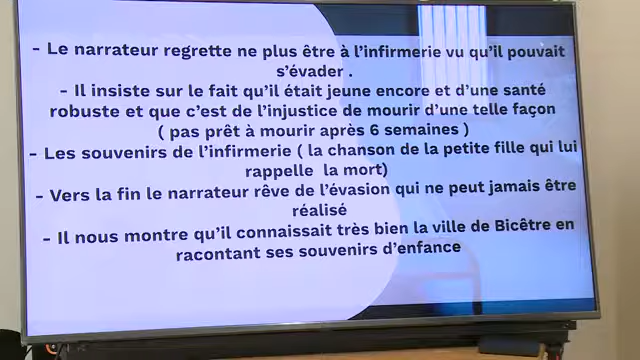 - Le narrateur regrette ne plus être à l'infirmerie vu qu'il pouvait
s'évader .
- Il insiste sur le fait qu'il était jeune encore et d'une santé
robuste et que c'est de l'injustice de mourir d'une telle façon
( pas prêt à mourir après 6 semaines )
- Les souvenirs de l'infirmerie ( la chanson de la petite fille qui lui
rappelle la mort)
- Vers la fin le narrateur rêve de l'évasion qui ne peut jamais être
réalisé
- Il nous montre qu'il connaissait très bien la ville de Bicêtre en
racontant ses souvenirs d'enfance